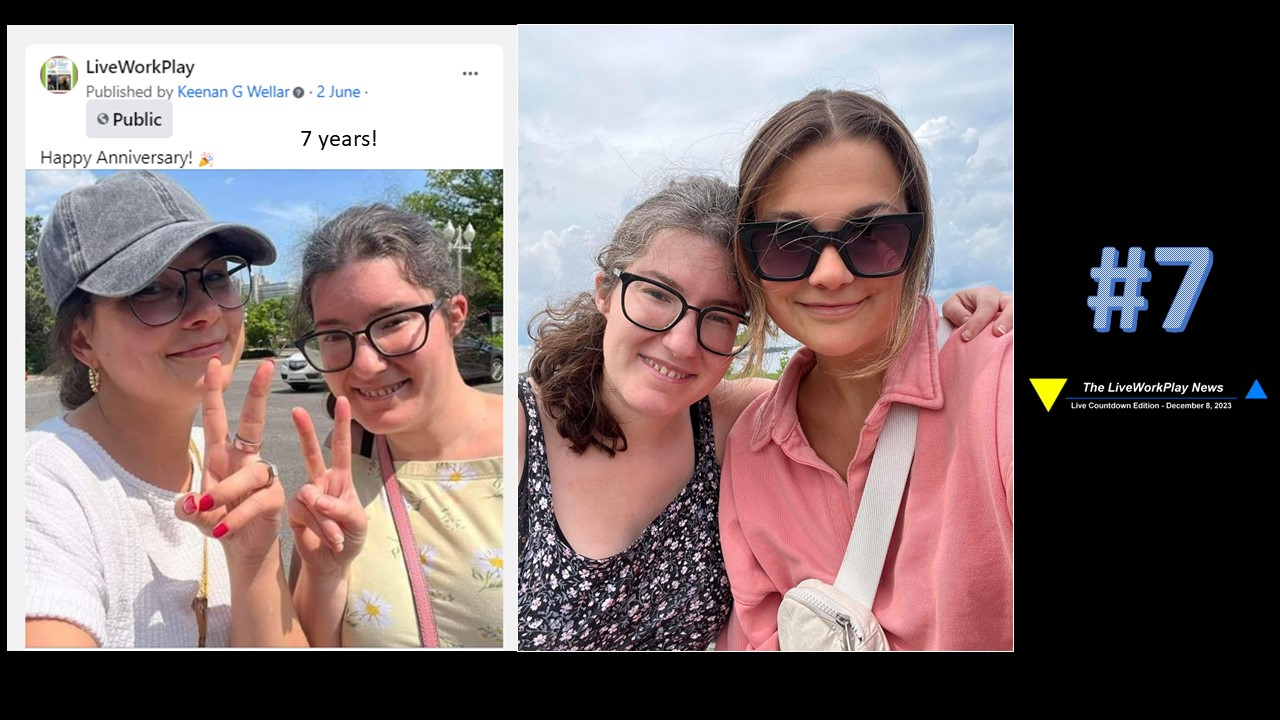 LiveWorkPlay
Published by Keenan G Wellar · 2 June ·
Public
7 years!
Happy Anniversary! 🎉
#7
The LiveWorkPlay News
Live Countdown Edition - December 8, 2023